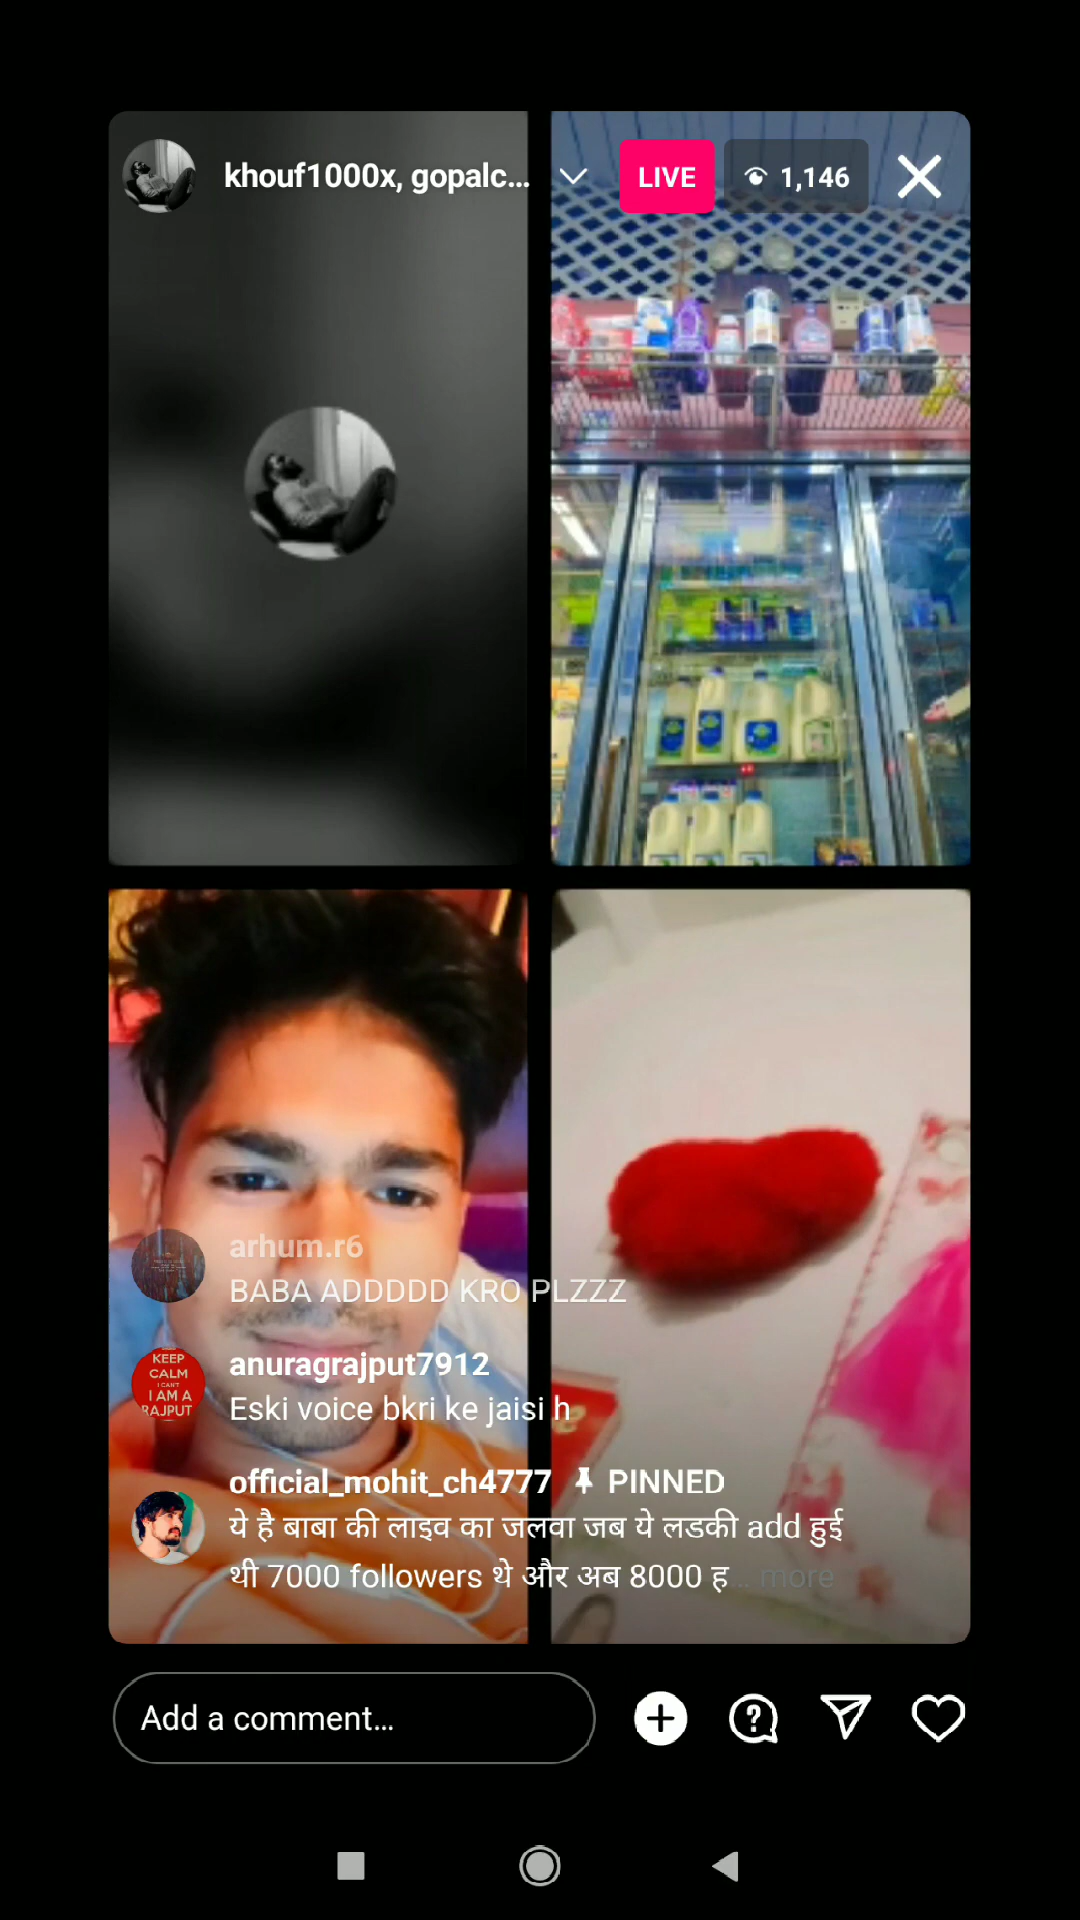 khouf1000x, gopalc...
LIVE
1,146
arhum.r6
BABA ADDDDD KRO PLZZZ
KEEP
CALM
I CAN'T
I AM A
RAJPUT
anuragrajput7912
Eski voice bkri ke jaisi h
official_mohit_ch4777 PINNED
ये है बाबा की लाइव का जलवा जब ये लडकी add हुई
थी 7000 followers थे और अब 8000 ह... more
Add a comment...